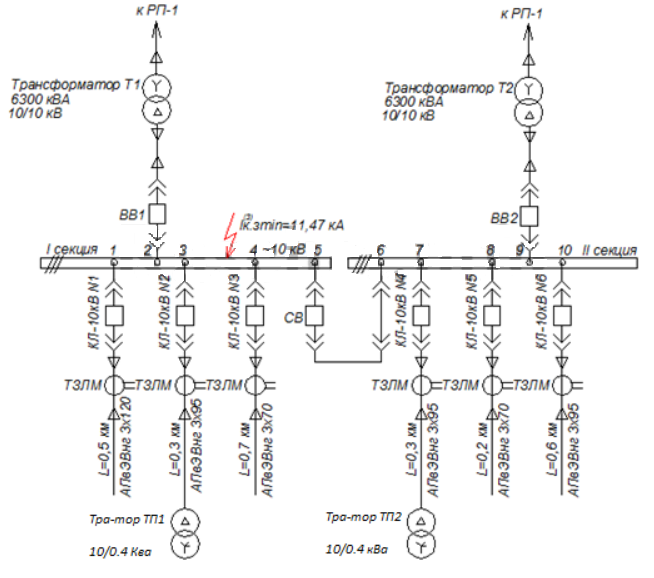 к РП-1
к РП-1
Трансформатор Т1
6300 кВА
10/10 кВ
Трансформатор Т2
6300 кВА
10/10 кВ
ВВ1
ВВ2
(2)
Iк.зmin=11,47 кА
~10 кВ
I секция
1
2
3
4
5
6
7
8
9
10
II секция
КЛ-10кВ N1
КЛ-10кВ N2
КЛ-10кВ N3
СВ
КЛ-10кВ N4
КЛ-10кВ N5
КЛ-10кВ N6
ТЗЛМ
ТЗЛМ
ТЗЛМ
ТЗЛМ
ТЗЛМ
ТЗЛМ
L=0,5 км
АПвЭВнг 3х120
L=0,3 км
АПвЭВнг 3х95
L=0,7 км
АПвЭВнг 3х70
L=0,3 км
АПвЭВнг 3х95
L=0,2 км
АПвЭВнг 3х70
L=0,6 км
АПвЭВнг 3х95
Тра-тор ТП1
10/0.4 Ква
Тра-тор ТП2
10/0.4 кВа